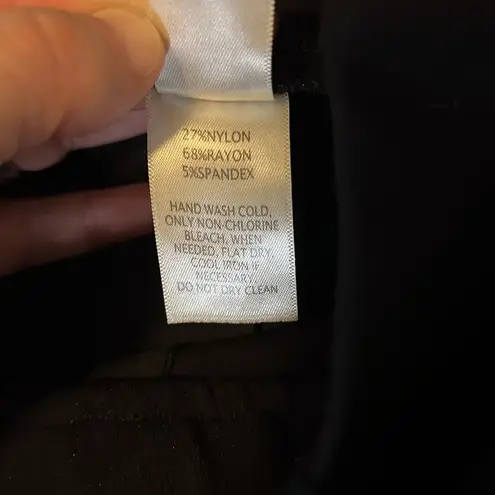 27%NYLON
68%RAYON
5%SPANDEX
HAND WASH COLD,
ONLY NON-CHLORINE
BLEACH, WHEN
NEEDED, FLAT DRY,
COOL IRON IF
NECESSARY
DO NOT DRY CLEAN